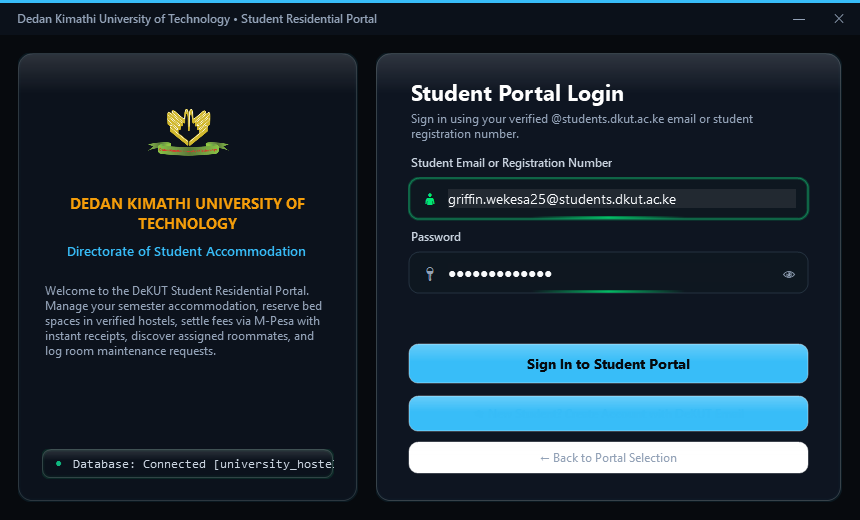 Dedan Kimathi University of Technology • Student Residential Portal
DEDAN KIMATHI UNIVERSITY OF
TECHNOLOGY
Directorate of Student Accommodation
Welcome to the DeKUT Student Residential Portal.
Manage your semester accommodation, reserve bed
spaces in verified hostels, settle fees via M-Pesa with
instant receipts, discover assigned roommates, and
log room maintenance requests.
Database: Connected [university_hoste
Student Portal Login
Sign in using your verified @students.dkut.ac.ke email or student
registration number.
Student Email or Registration Number
griffin.wekesa25@students.dkut.ac.ke
Password
●●●●●●●●●●●●●
Sign In to Student Portal
← Back to Portal Selection